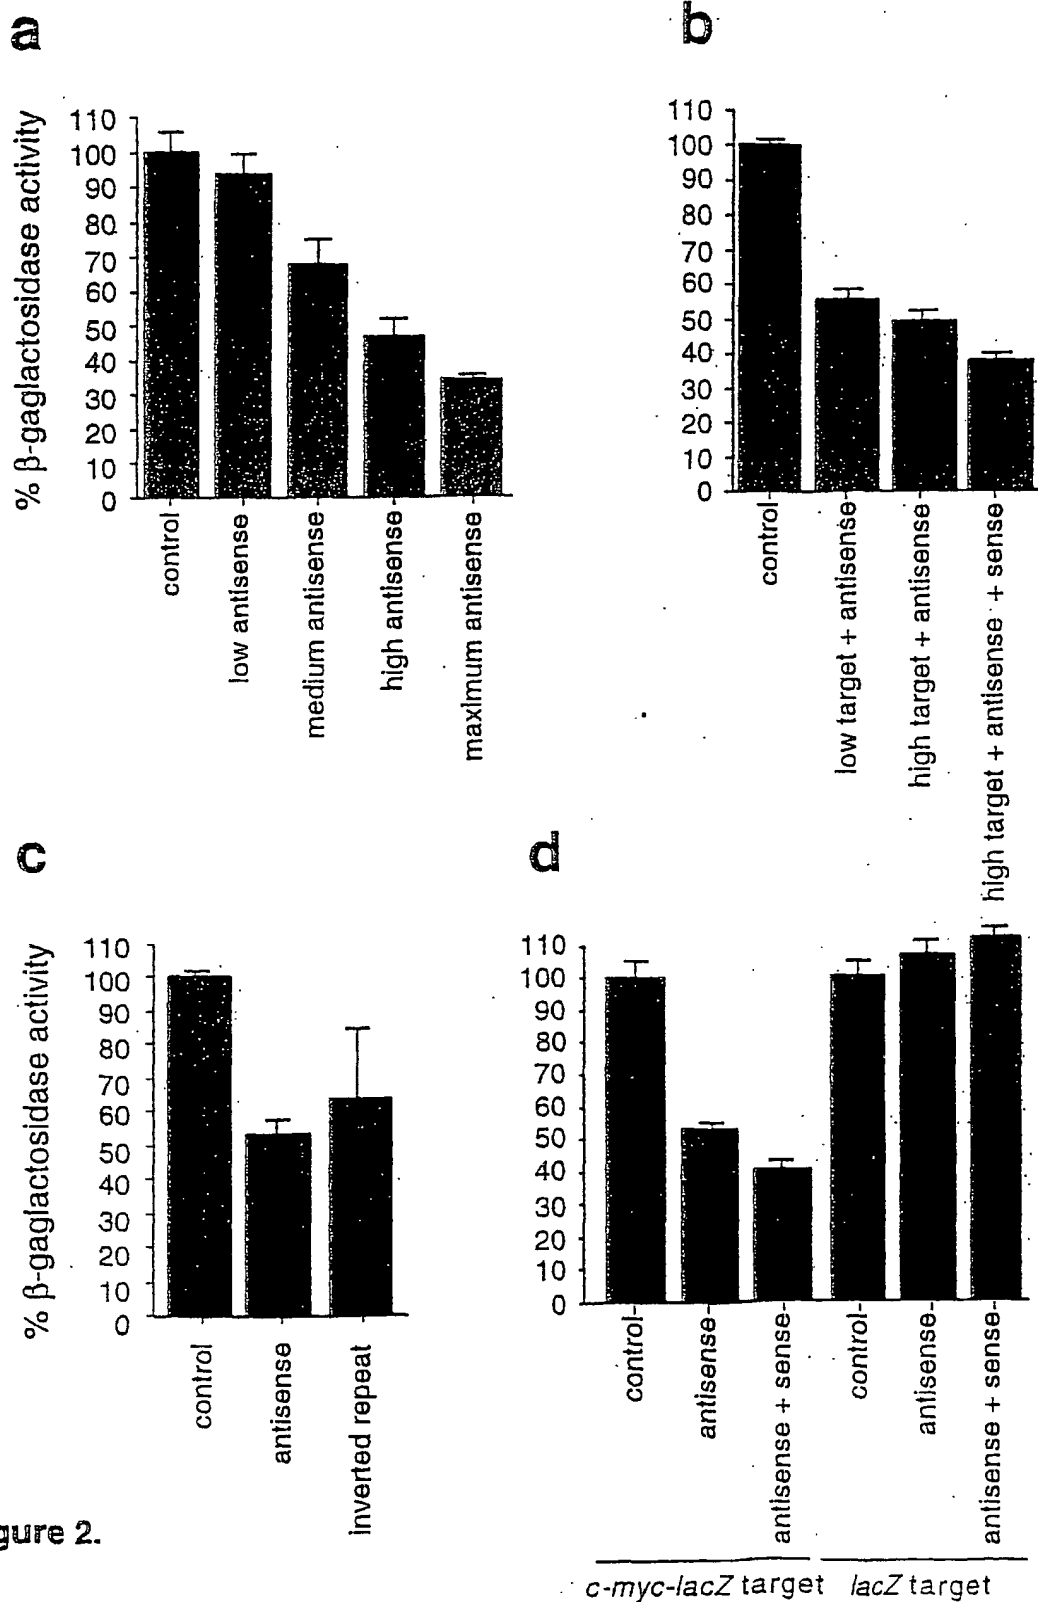 a
% β-gaglactosidase activity
110
100
90
80
70
60
50
40
30
20
10
0
control
low antisense
medium antisense
high antisense
maximum antisense
b
110
100
90
80
70
60
50
40
30
20
10
0
control
low target + antisense
high target + antisense
high target + antisense + sense
c
% β-gaglactosidase activity
110
100
90
80
70
60
50
40
30
20
10
0
control
antisense
inverted repeat
d
110
100
90
80
70
60
50
40
30
20
10
0
control
antisense
antisense + sense
control
antisense
antisense + sense
c-myc-lacZ target
lacZ target
gure 2.